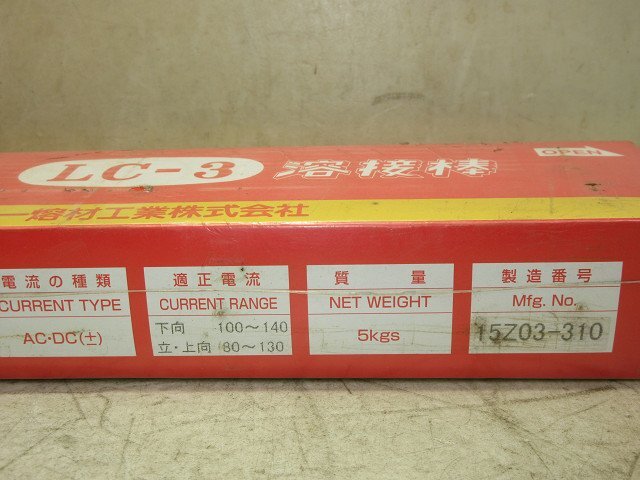 LC-3 溶接棒
OPEN
熔材工業株式会社
電流の種類
CURRENT TYPE
AC·DC(±)
適正電流
CURRENT RANGE
下向 100～140
立·上向 80～130
質量
NET WEIGHT
5kgs
製造番号
Mfg. No.
15Z03-310